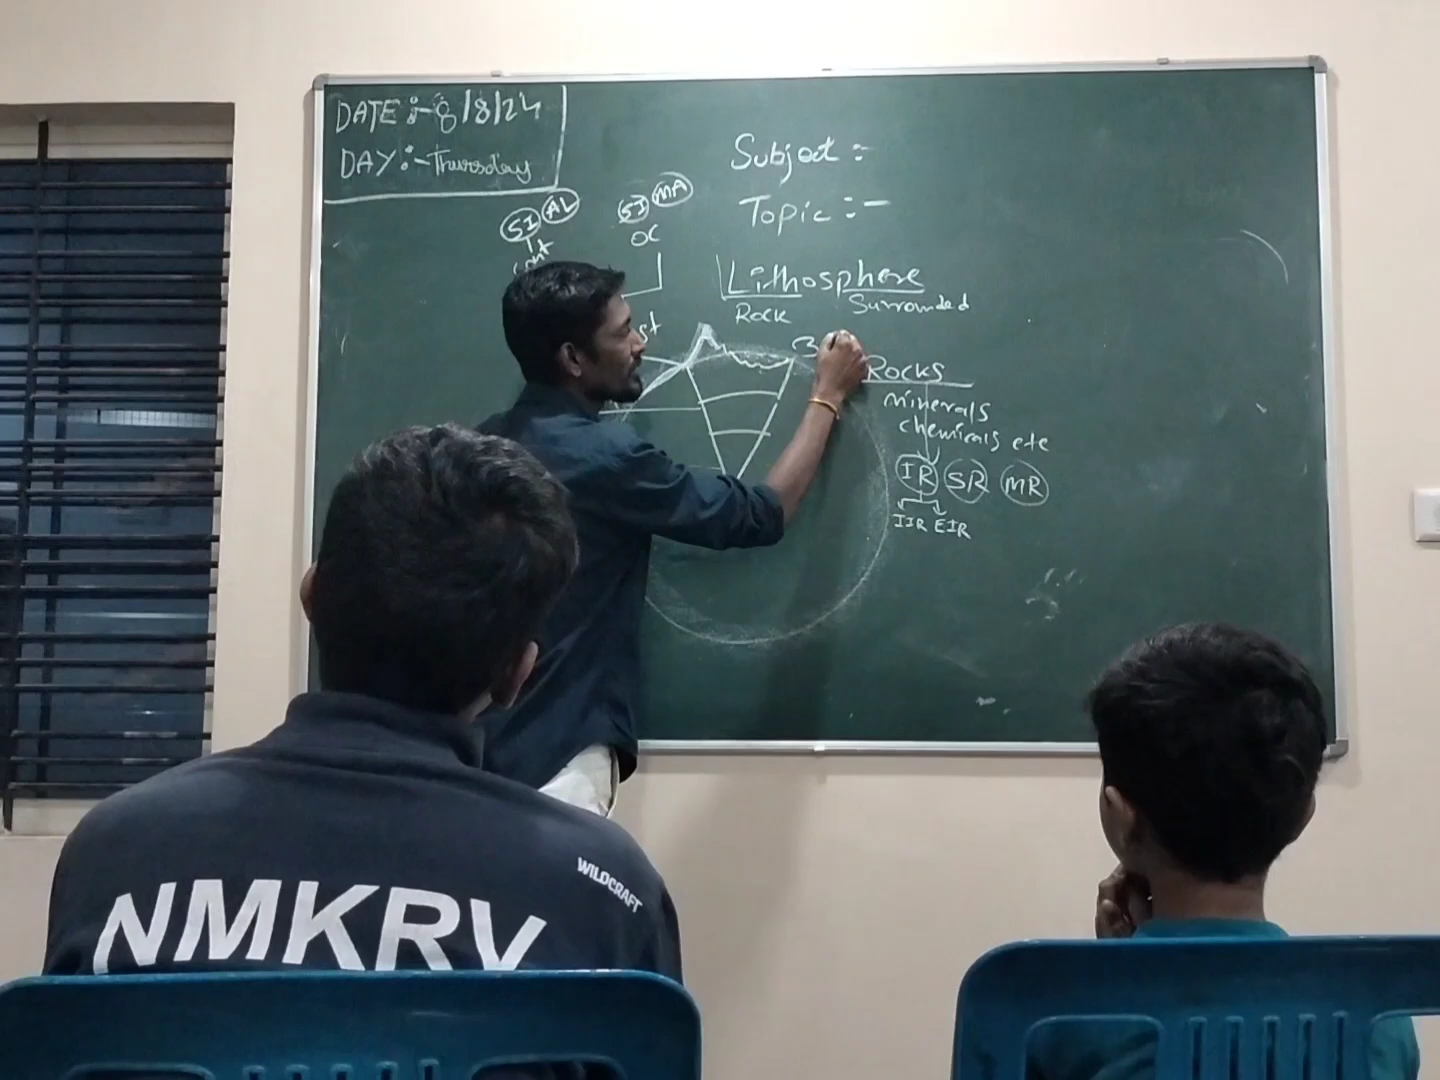 DATE :- 8/8/24
DAY :- Thursday
Subject :-
Topic :-
SI AL
SI MA
OC
Lithosphere
Rock Surrounded
Rocks
minerals
chemicals etc
IR SR MR
IIR EIR
WILDCRAFT
NMKRV